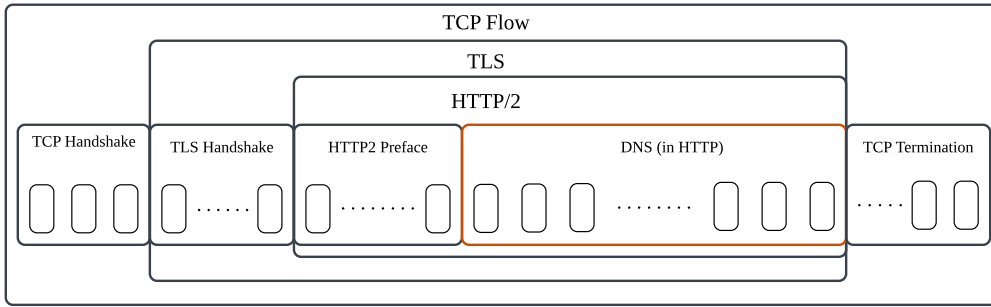 TCP Flow
TLS
HTTP/2
TCP Handshake
TLS Handshake
HTTP2 Preface
DNS (in HTTP)
TCP Termination